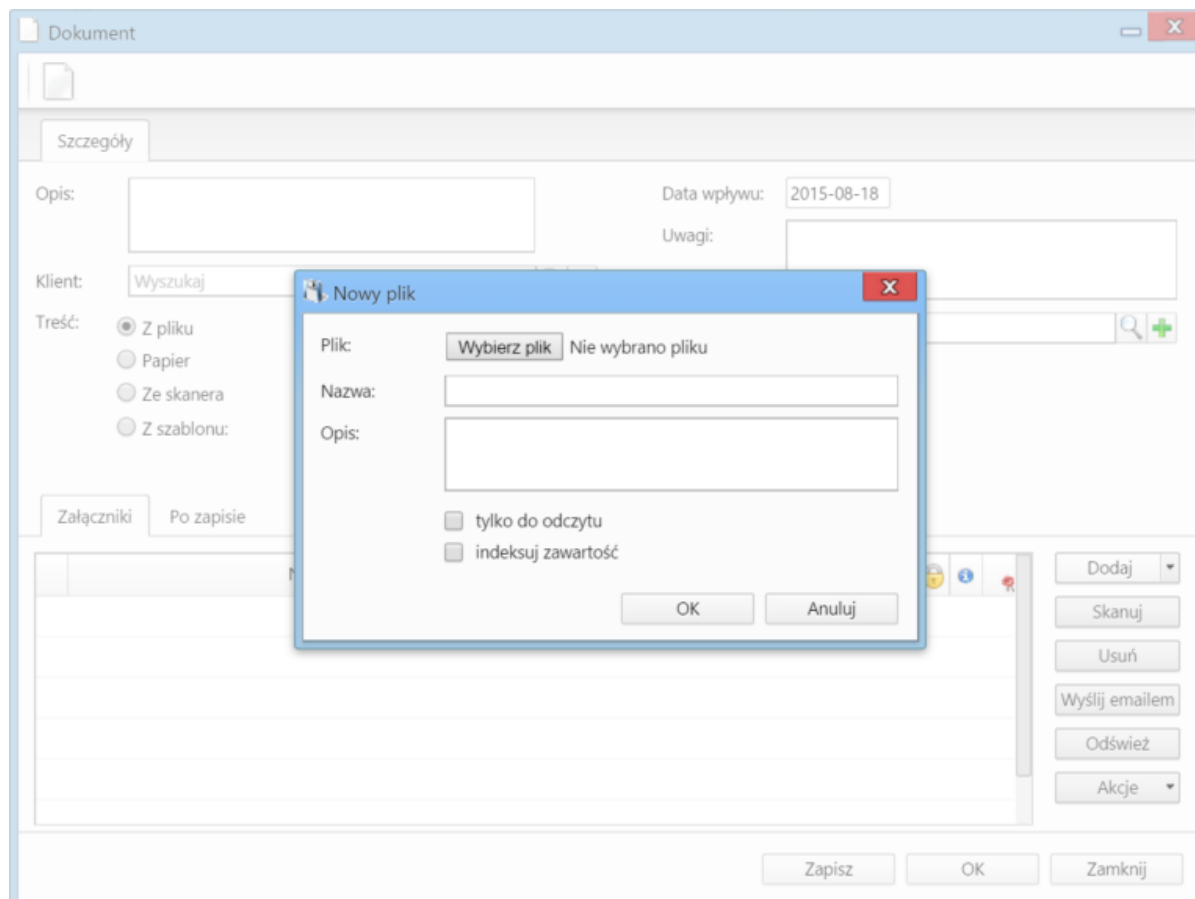 Dokument
Szczegóły
Opis:
Data wpływu: 2015-08-18
Uwagi:
Klient: Wyszukaj
Treść: Z pliku
Papier
Ze skanera
Z szablonu:
Nowy plik
Plik: Wybierz plik Nie wybrano pliku
Nazwa:
Opis:
tylko do odczytu
indeksuj zawartość
OK Anuluj
Załączniki Po zapisie
Dodaj
Skanuj
Usuń
Wyślij emailem
Odśwież
Akcje
Zapisz OK Zamknij